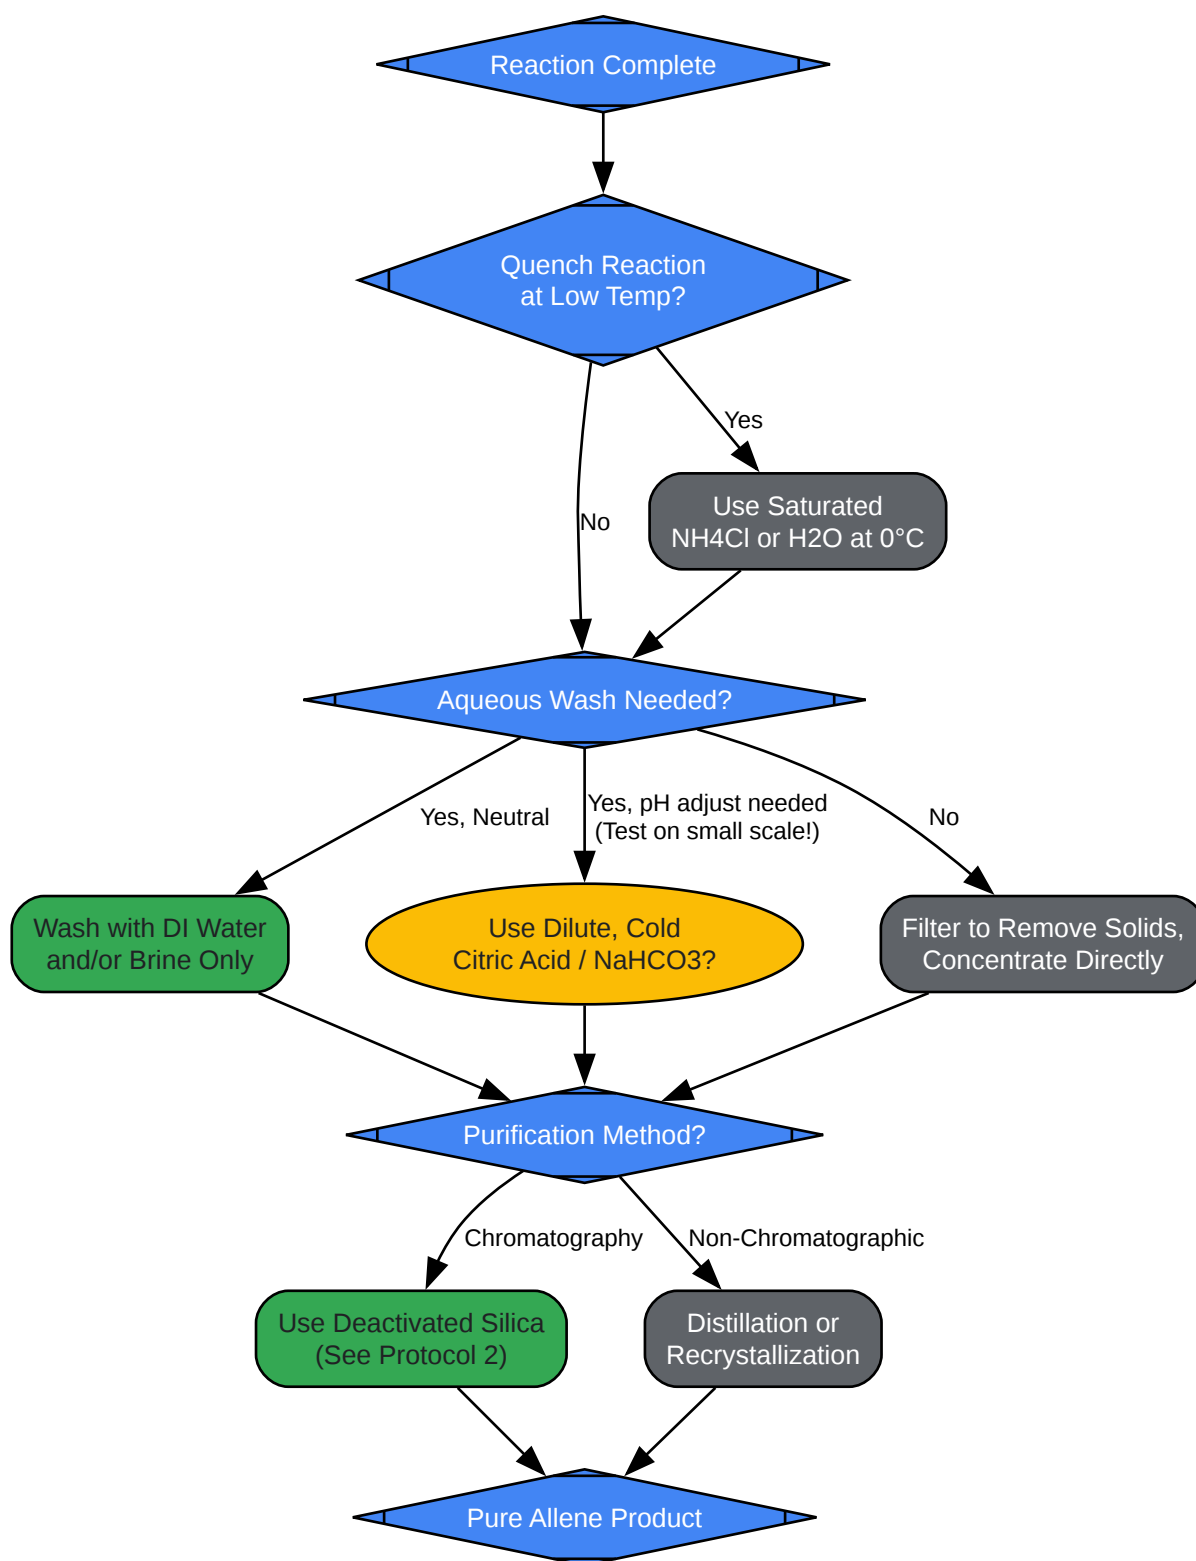 Reaction Complete
Quench Reaction
at Low Temp?
Yes
Use Saturated
NH4Cl or H2O at 0°C
No
Aqueous Wash Needed?
Yes, Neutral
Yes, pH adjust needed
(Test on small scale!)
No
Wash with DI Water
and/or Brine Only
Use Dilute, Cold
Citric Acid / NaHCO3?
Filter to Remove Solids,
Concentrate Directly
Purification Method?
Chromatography
Non-Chromatographic
Use Deactivated Silica
(See Protocol 2)
Distillation or
Recrystallization
Pure Allene Product